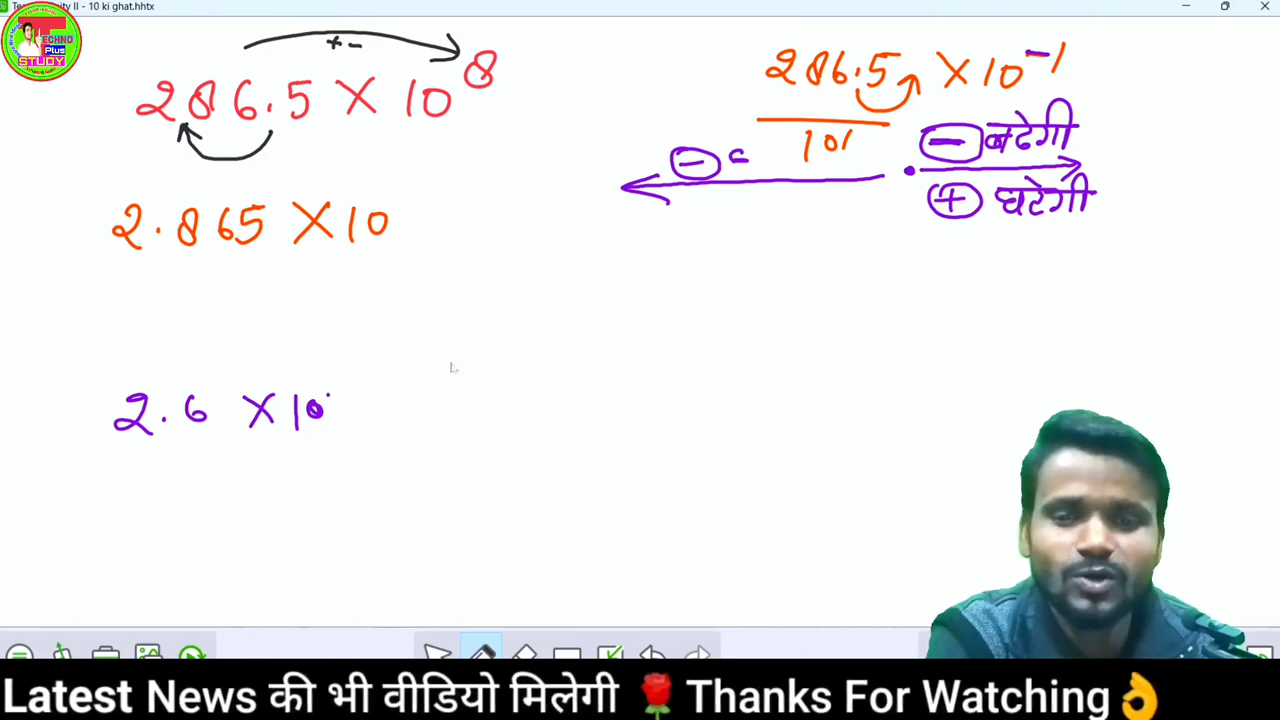 II - 10 ki ghat.hhtx
TECHNO
Plus
STUDY
+ -
286.5 × 10⁸
286.5 × 10⁻¹
10¹
− बढेगी
− =
+ घटेगी
2.865 × 10
2.6 × 10
Latest News की भी वीडियो मिलेगी 🌹 Thanks For Watching👌